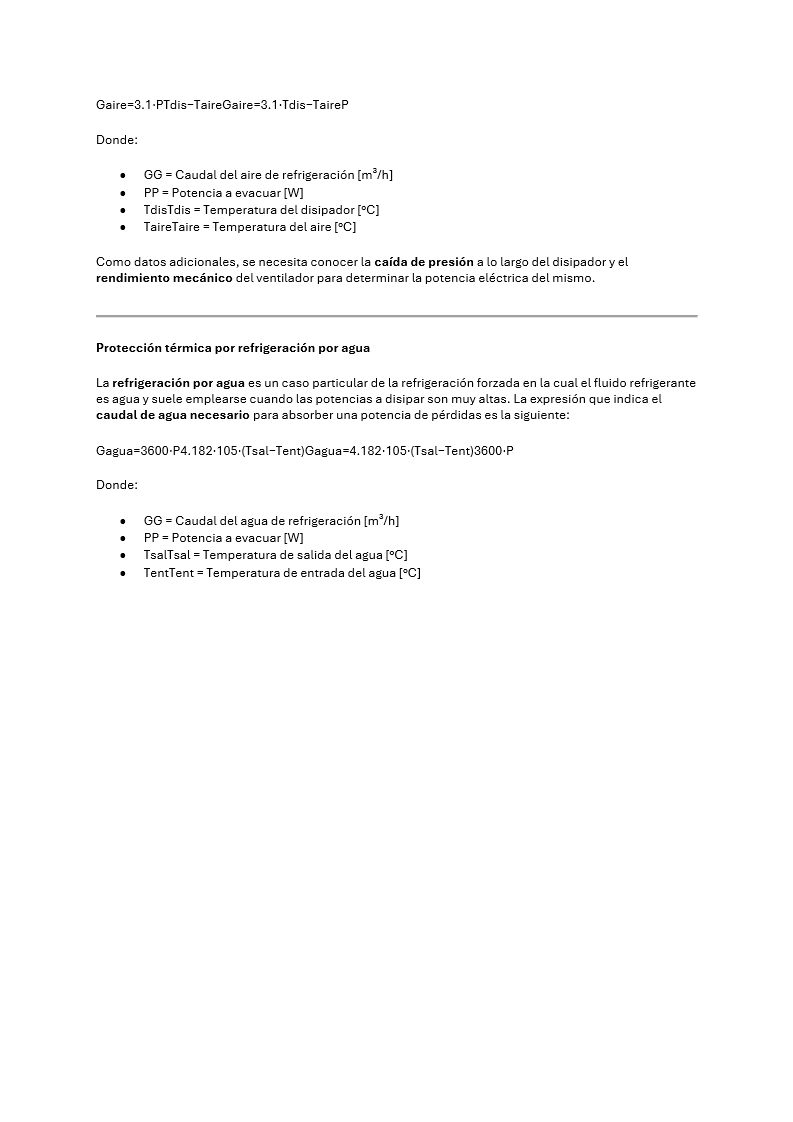 Gaire=3.1⋅PTdis−TaireGaire=3.1⋅Tdis−TaireP
Donde:
• GG = Caudal del aire de refrigeración [m³/h]
• PP = Potencia a evacuar [W]
• TdisTdis = Temperatura del disipador [ºC]
• TaireTaire = Temperatura del aire [ºC]
Como datos adicionales, se necesita conocer la caída de presión a lo largo del disipador y el
rendimiento mecánico del ventilador para determinar la potencia eléctrica del mismo.
Protección térmica por refrigeración por agua
La refrigeración por agua es un caso particular de la refrigeración forzada en la cual el fluido refrigerante
es agua y suele emplearse cuando las potencias a disipar son muy altas. La expresión que indica el
caudal de agua necesario para absorber una potencia de pérdidas es la siguiente:
Gagua=3600⋅P4.182⋅105⋅(Tsal−Tent)Gagua=4.182⋅105⋅(Tsal−Tent)3600⋅P
Donde:
• GG = Caudal del agua de refrigeración [m³/h]
• PP = Potencia a evacuar [W]
• TsalTsal = Temperatura de salida del agua [ºC]
• TentTent = Temperatura de entrada del agua [ºC]